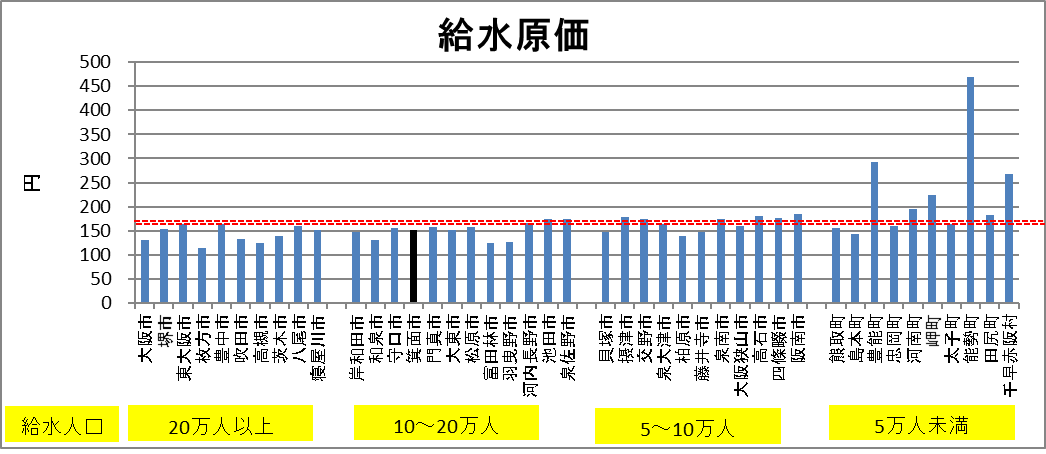 給水原価
円
500
450
400
350
300
250
200
150
100
50
0
大阪市
堺市
東大阪市
枚方市
豊中市
吹田市
高槻市
茨木市
八尾市
寝屋川市
岸和田市
和泉市
守口市
箕面市
門真市
大東市
松原市
富田林市
羽曳野市
河内長野市
池田市
泉佐野市
貝塚市
摂津市
交野市
泉大津市
柏原市
藤井寺市
泉南市
大阪狭山市
高石市
四條畷市
阪南市
熊取町
島本町
豊能町
忠岡町
河南町
岬町
太子町
能勢町
田尻町
千早赤阪村
給水人口
20万人以上
10～20万人
5～10万人
5万人未満